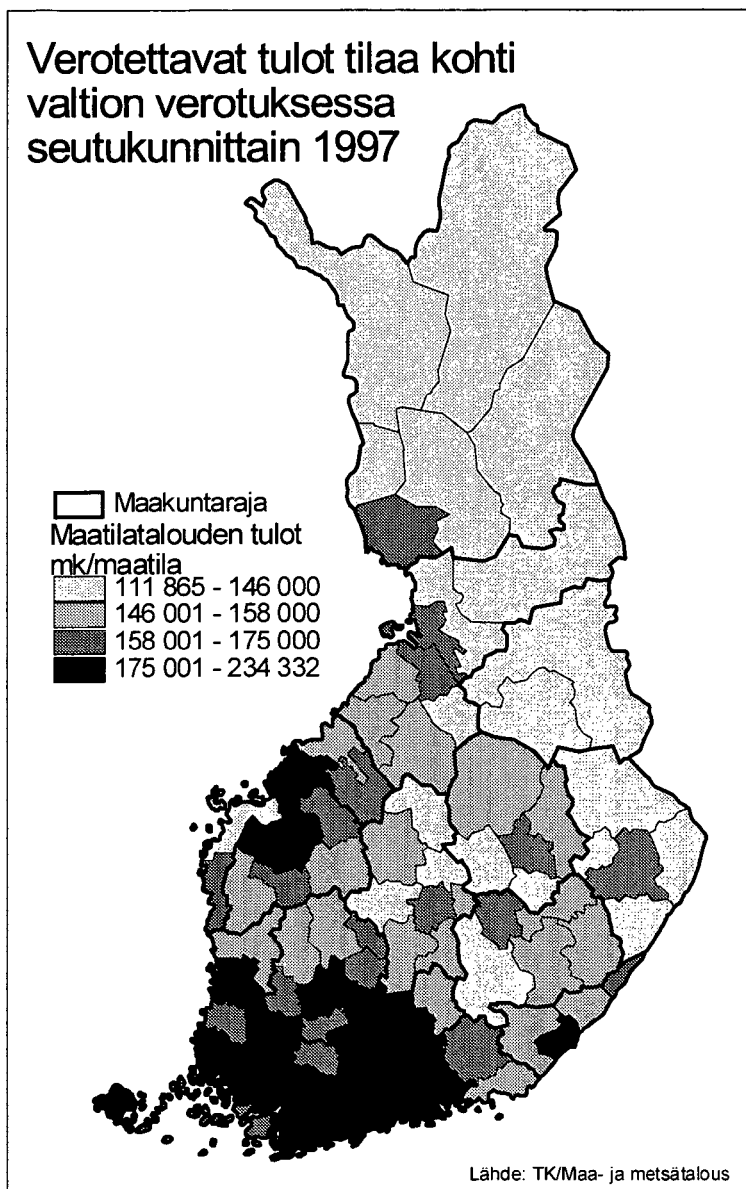 Verotettavat tulot tilaa kohti
valtion verotuksessa
seutukunnittain 1997
Maakuntaraja
Maatilatalouden tulot
mk/maatila
111 865 - 146 000
146 001 - 158 000
158 001 - 175 000
175 001 - 234 332
Lähde: TK/Maa- ja metsätalous